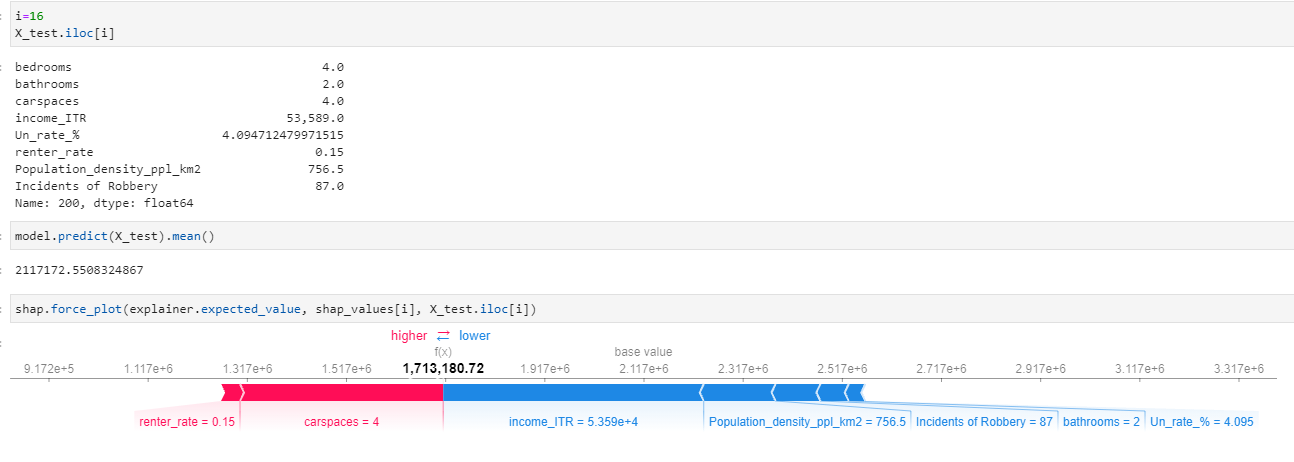 i=16
X_test.iloc[i]
bedrooms 4.0
bathrooms 2.0
carspaces 4.0
income_ITR 53,589.0
Un_rate_% 4.094712479971515
renter_rate 0.15
Population_density_ppl_km2 756.5
Incidents of Robbery 87.0
Name: 200, dtype: float64
model.predict(X_test).mean()
2117172.5508324867
shap.force_plot(explainer.expected_value, shap_values[i], X_test.iloc[i])
higher ⇄ lower
f(x) base value
9.172e+5 1.117e+6 1.317e+6 1.517e+6 1,713,180.72 1.917e+6 2.117e+6 2.317e+6 2.517e+6 2.717e+6 2.917e+6 3.117e+6 3.317e+6
renter_rate = 0.15 carspaces = 4 income_ITR = 5.359e+4 Population_density_ppl_km2 = 756.5 Incidents of Robbery = 87 bathrooms = 2 Un_rate_% = 4.095